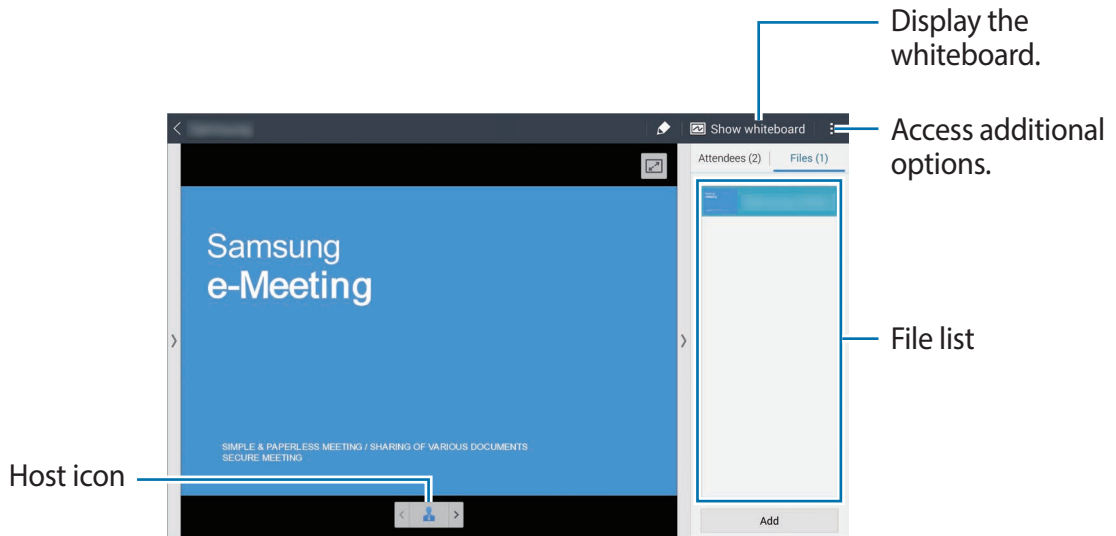 Display the
whiteboard.
Show whiteboard
Access additional
options.
Attendees (2)
Files (1)
Samsung
e-Meeting
File list
SIMPLE & PAPERLESS MEETING / SHARING OF VARIOUS DOCUMENTS
SECURE MEETING
Host icon
Add